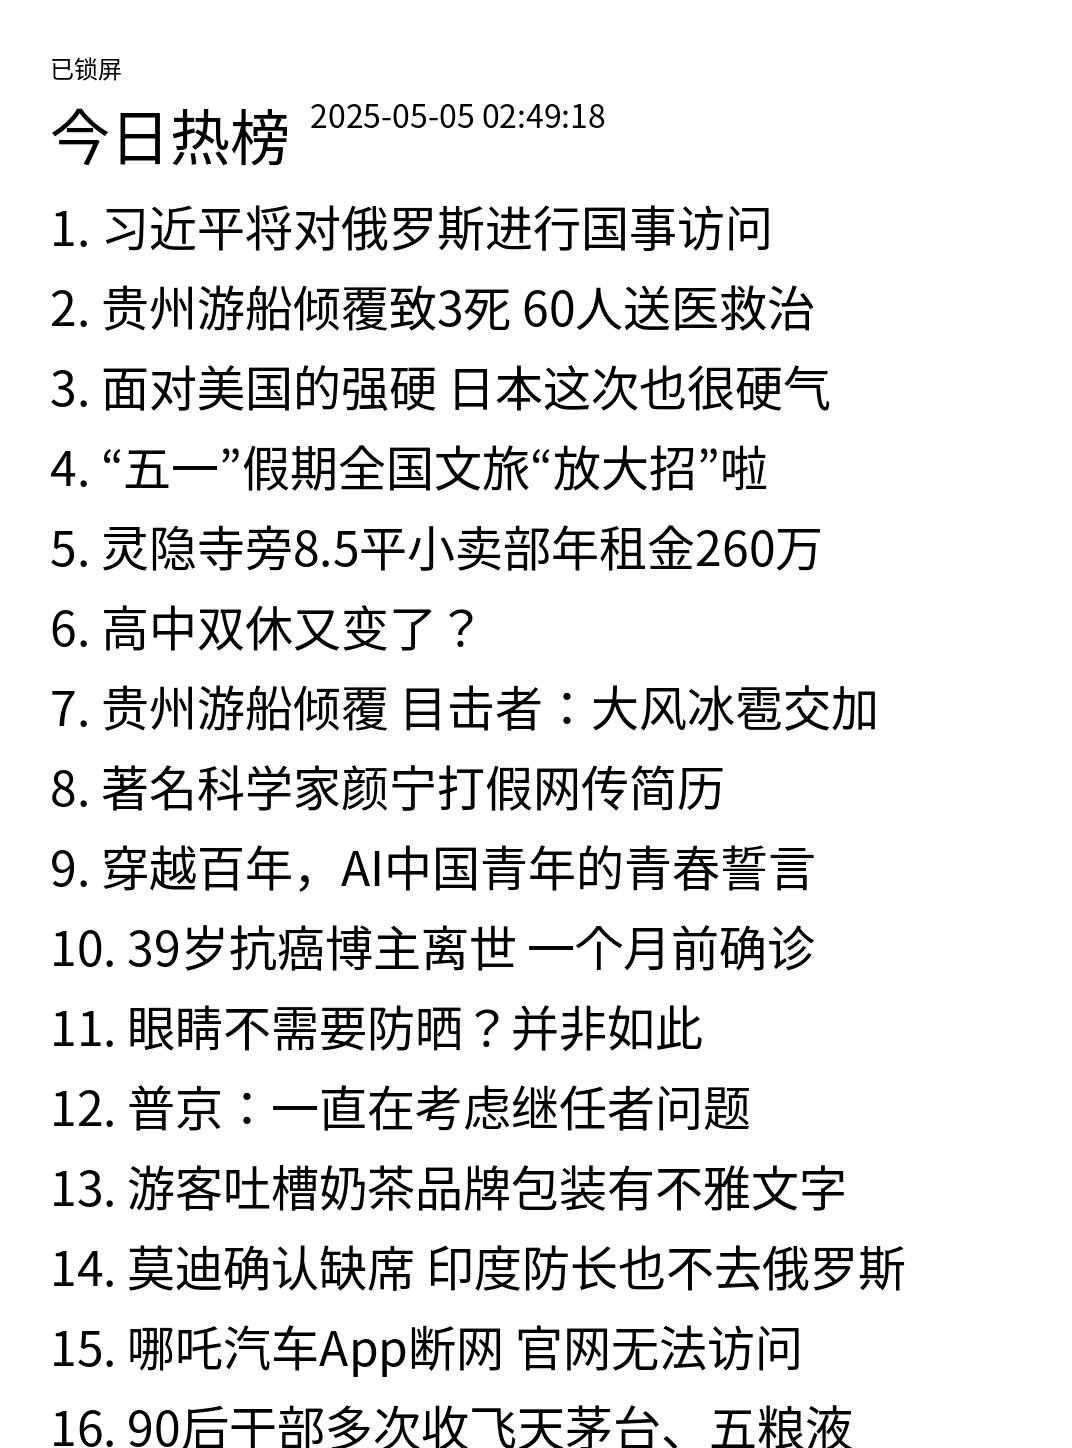 已锁屏
今日热榜 2025-05-05 02:49:18
1. 习近平将对俄罗斯进行国事访问
2. 贵州游船倾覆致3死 60人送医救治
3. 面对美国的强硬 日本这次也很硬气
4. “五一”假期全国文旅“放大招”啦
5. 灵隐寺旁8.5平小卖部年租金260万
6. 高中双休又变了？
7. 贵州游船倾覆 目击者：大风冰雹交加
8. 著名科学家颜宁打假网传简历
9. 穿越百年，AI中国青年的青春誓言
10. 39岁抗癌博主离世 一个月前确诊
11. 眼睛不需要防晒？并非如此
12. 普京：一直在考虑继任者问题
13. 游客吐槽奶茶品牌包装有不雅文字
14. 莫迪确认缺席 印度防长也不去俄罗斯
15. 哪吒汽车App断网 官网无法访问
16. 90后干部多次收飞天茅台、五粮液